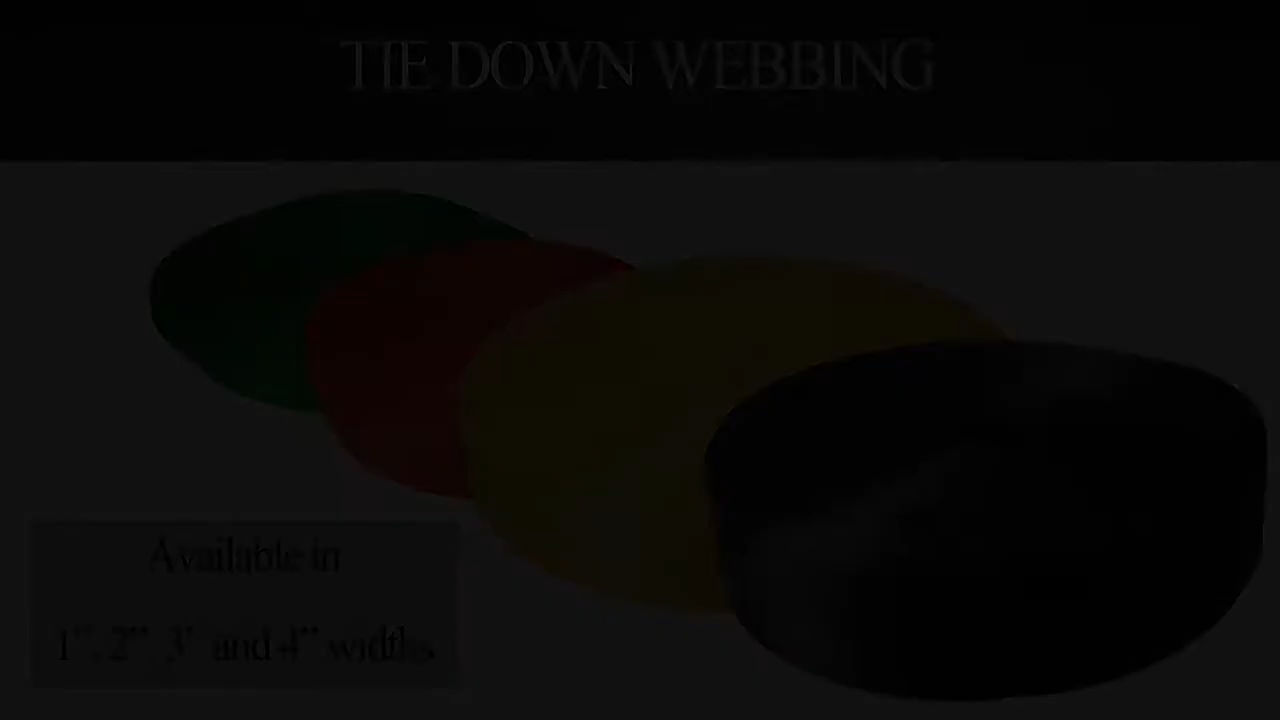 TIE DOWN WEBBING
Available in
1”, 2”, 3” and 4” widths